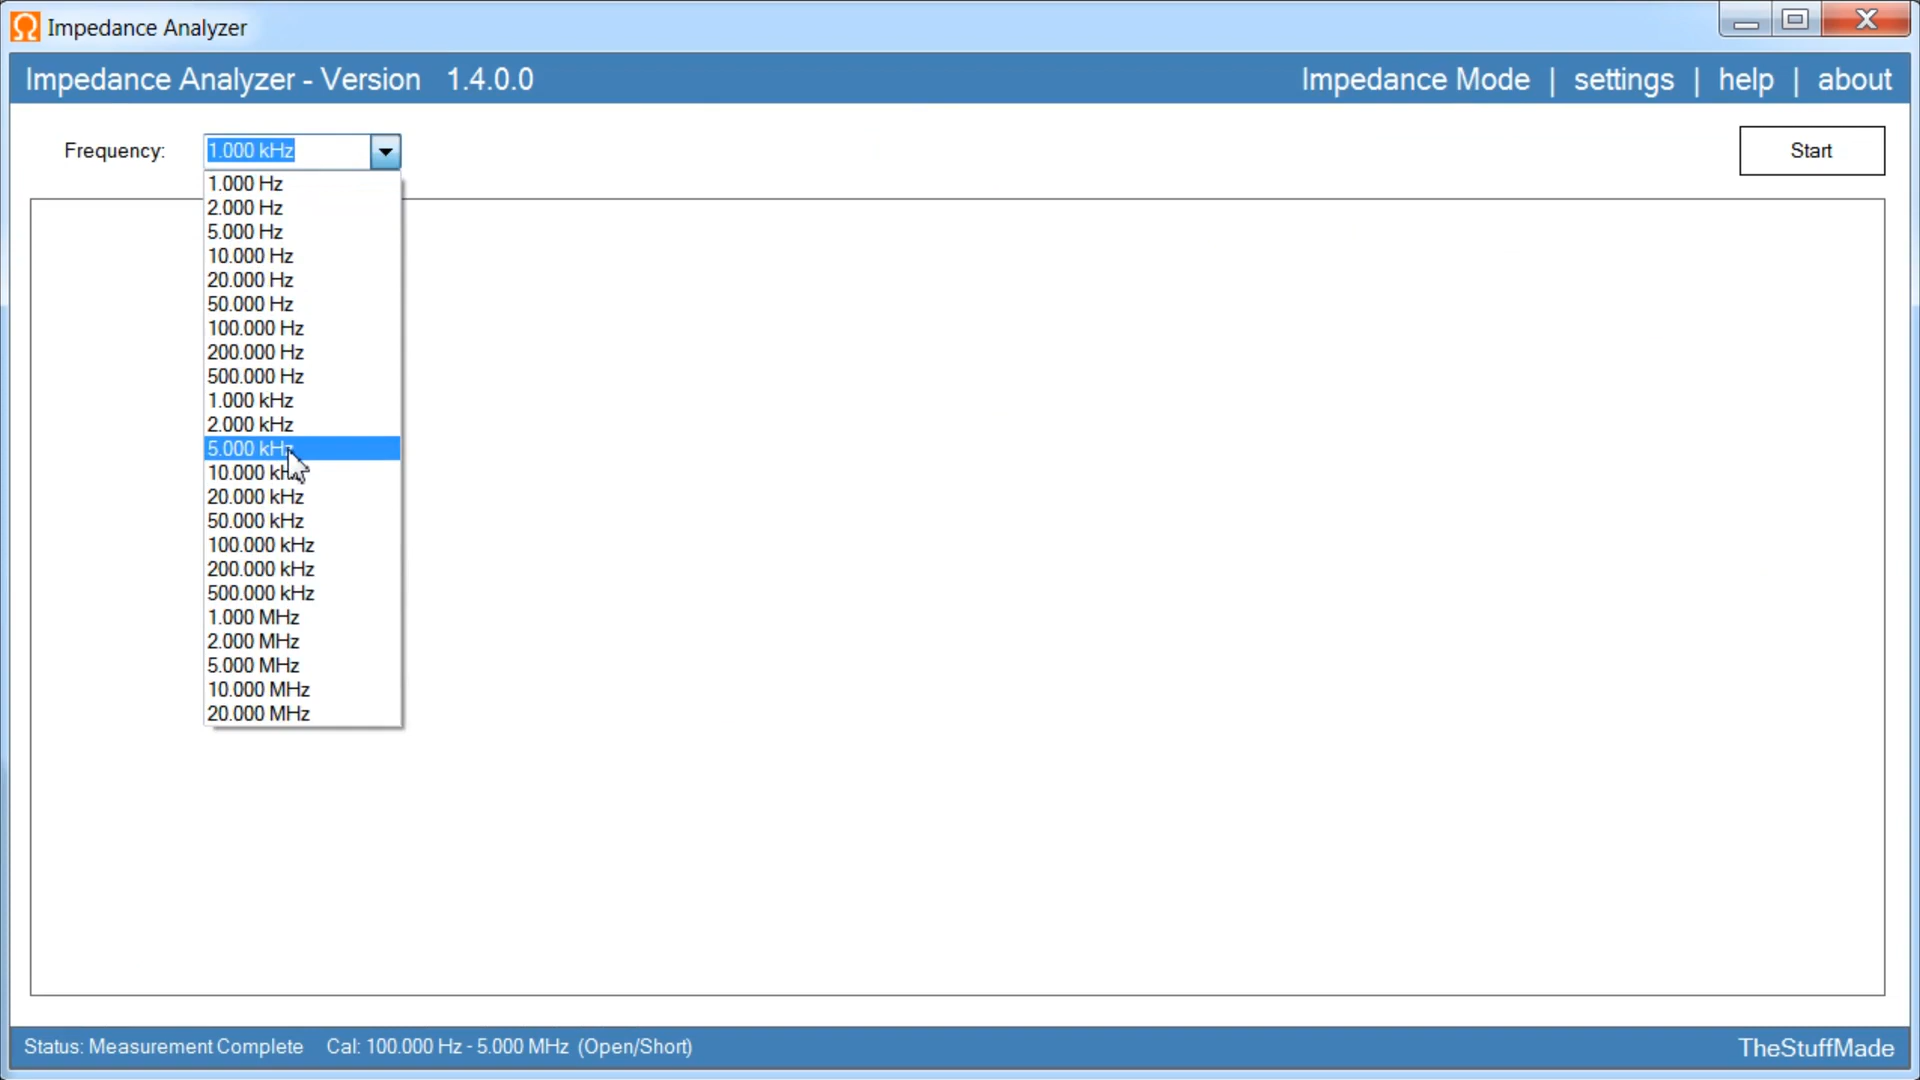 Impedance Analyzer
Impedance Analyzer - Version 1.4.0.0
Impedance Mode | settings | help | about
Frequency: 1.000 kHz
Start
1.000 Hz
2.000 Hz
5.000 Hz
10.000 Hz
20.000 Hz
50.000 Hz
100.000 Hz
200.000 Hz
500.000 Hz
1.000 kHz
2.000 kHz
5.000 kHz
10.000 kHz
20.000 kHz
50.000 kHz
100.000 kHz
200.000 kHz
500.000 kHz
1.000 MHz
2.000 MHz
5.000 MHz
10.000 MHz
20.000 MHz
Status: Measurement Complete Cal: 100.000 Hz - 5.000 MHz (Open/Short)
TheStuffMade